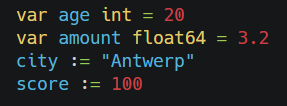 var age int = 20
var amount float64 = 3.2
city := "Antwerp"
score := 100